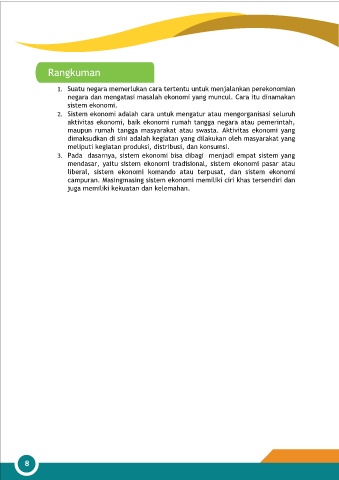 Rangkuman
1. Suatu negara memerlukan cara tertentu untuk menjalankan perekonomian
negara dan mengatasi masalah ekonomi yang muncul. Cara itu dinamakan
sistem ekonomi.
2. Sistem ekonomi adalah cara untuk mengatur atau mengorganisasi seluruh
aktivitas ekonomi, baik ekonomi rumah tangga negara atau pemerintah,
maupun rumah tangga masyarakat atau swasta. Aktivitas ekonomi yang
dimaksudkan di sini adalah kegiatan yang dilakukan oleh masyarakat yang
meliputi kegiatan produksi, distribusi, dan konsumsi.
3. Pada dasarnya, sistem ekonomi bisa dibagi menjadi empat sistem yang
mendasar, yaitu sistem ekonomi tradisional, sistem ekonomi pasar atau
liberal, sistem ekonomi komando atau terpusat, dan sistem ekonomi
campuran. Masingmasing sistem ekonomi memiliki ciri khas tersendiri dan
juga memiliki kekuatan dan kelemahan.
8